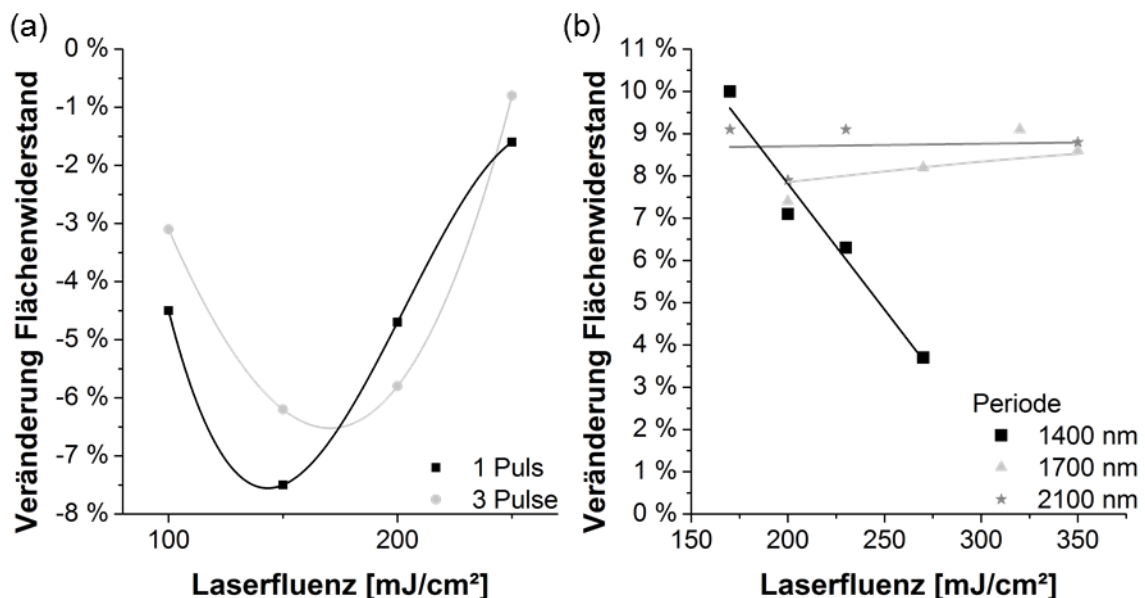 (a)
Veränderung Flächenwiderstand
0 %
-1 %
-2 %
-3 %
-4 %
-5 %
-6 %
-7 %
-8 %
100
200
Laserfluenz [mJ/cm²]
1 Puls
3 Pulse
(b)
Veränderung Flächenwiderstand
11 %
10 %
9 %
8 %
7 %
6 %
5 %
4 %
3 %
2 %
1 %
0 %
150
200
250
300
350
Laserfluenz [mJ/cm²]
Periode
1400 nm
1700 nm
2100 nm